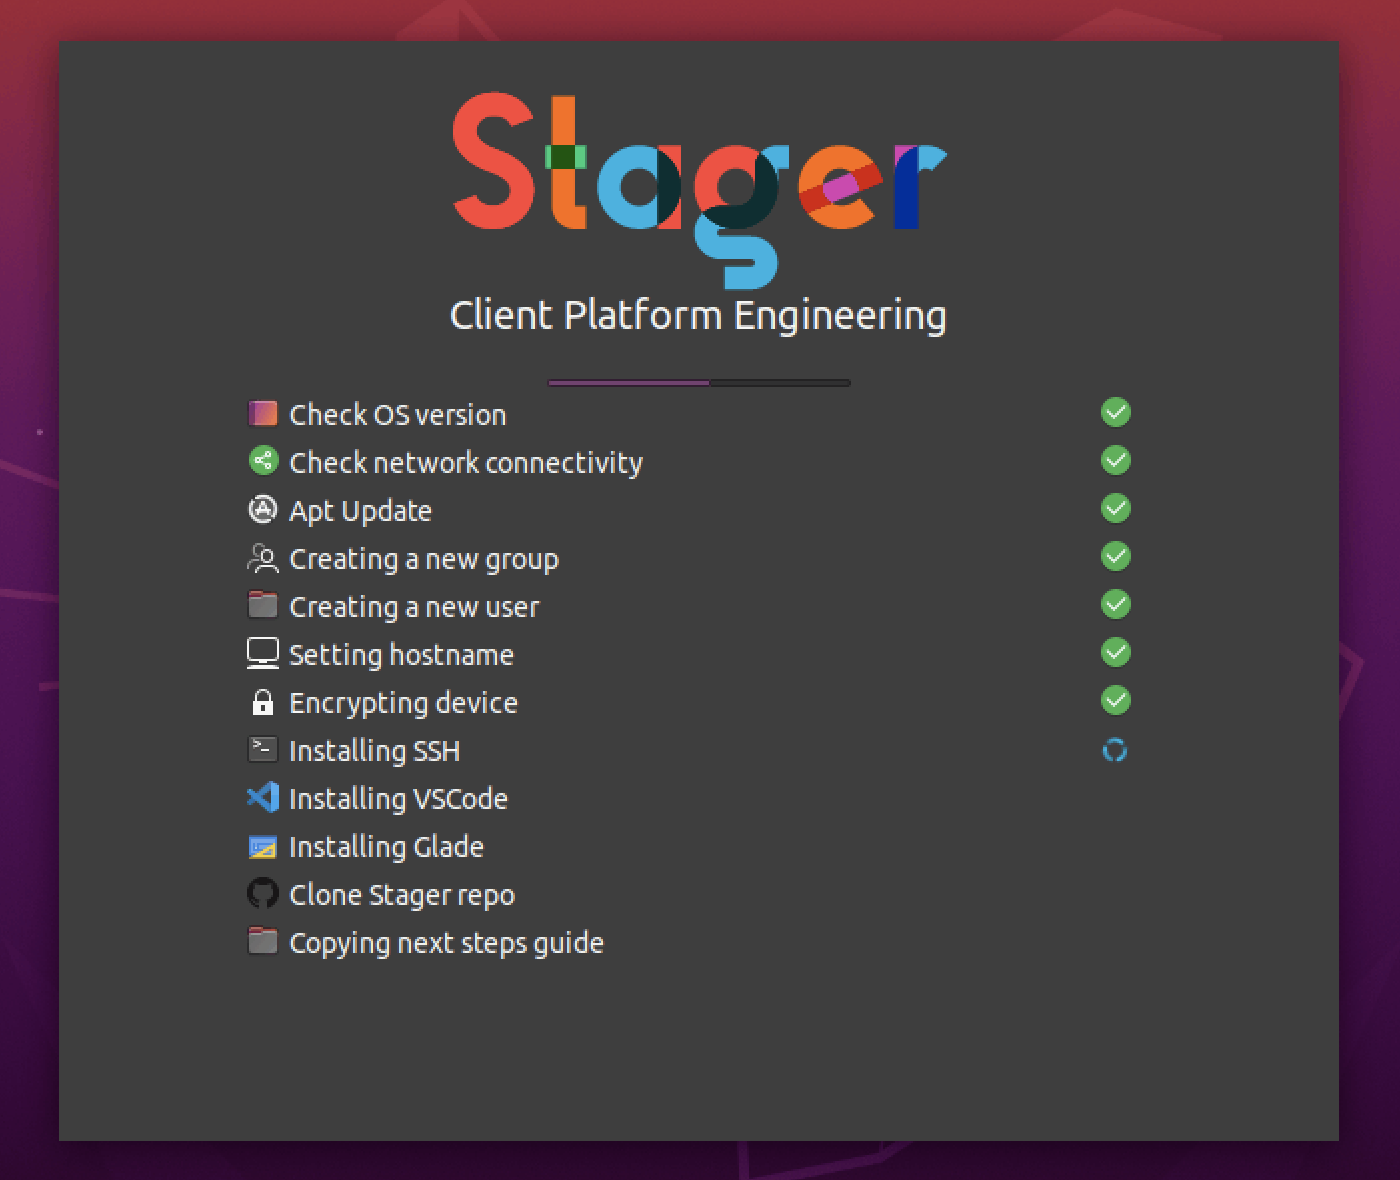 Stager
Client Platform Engineering
Check OS version
Check network connectivity
Apt Update
Creating a new group
Creating a new user
Setting hostname
Encrypting device
Installing SSH
Installing VSCode
Installing Glade
Clone Stager repo
Copying next steps guide